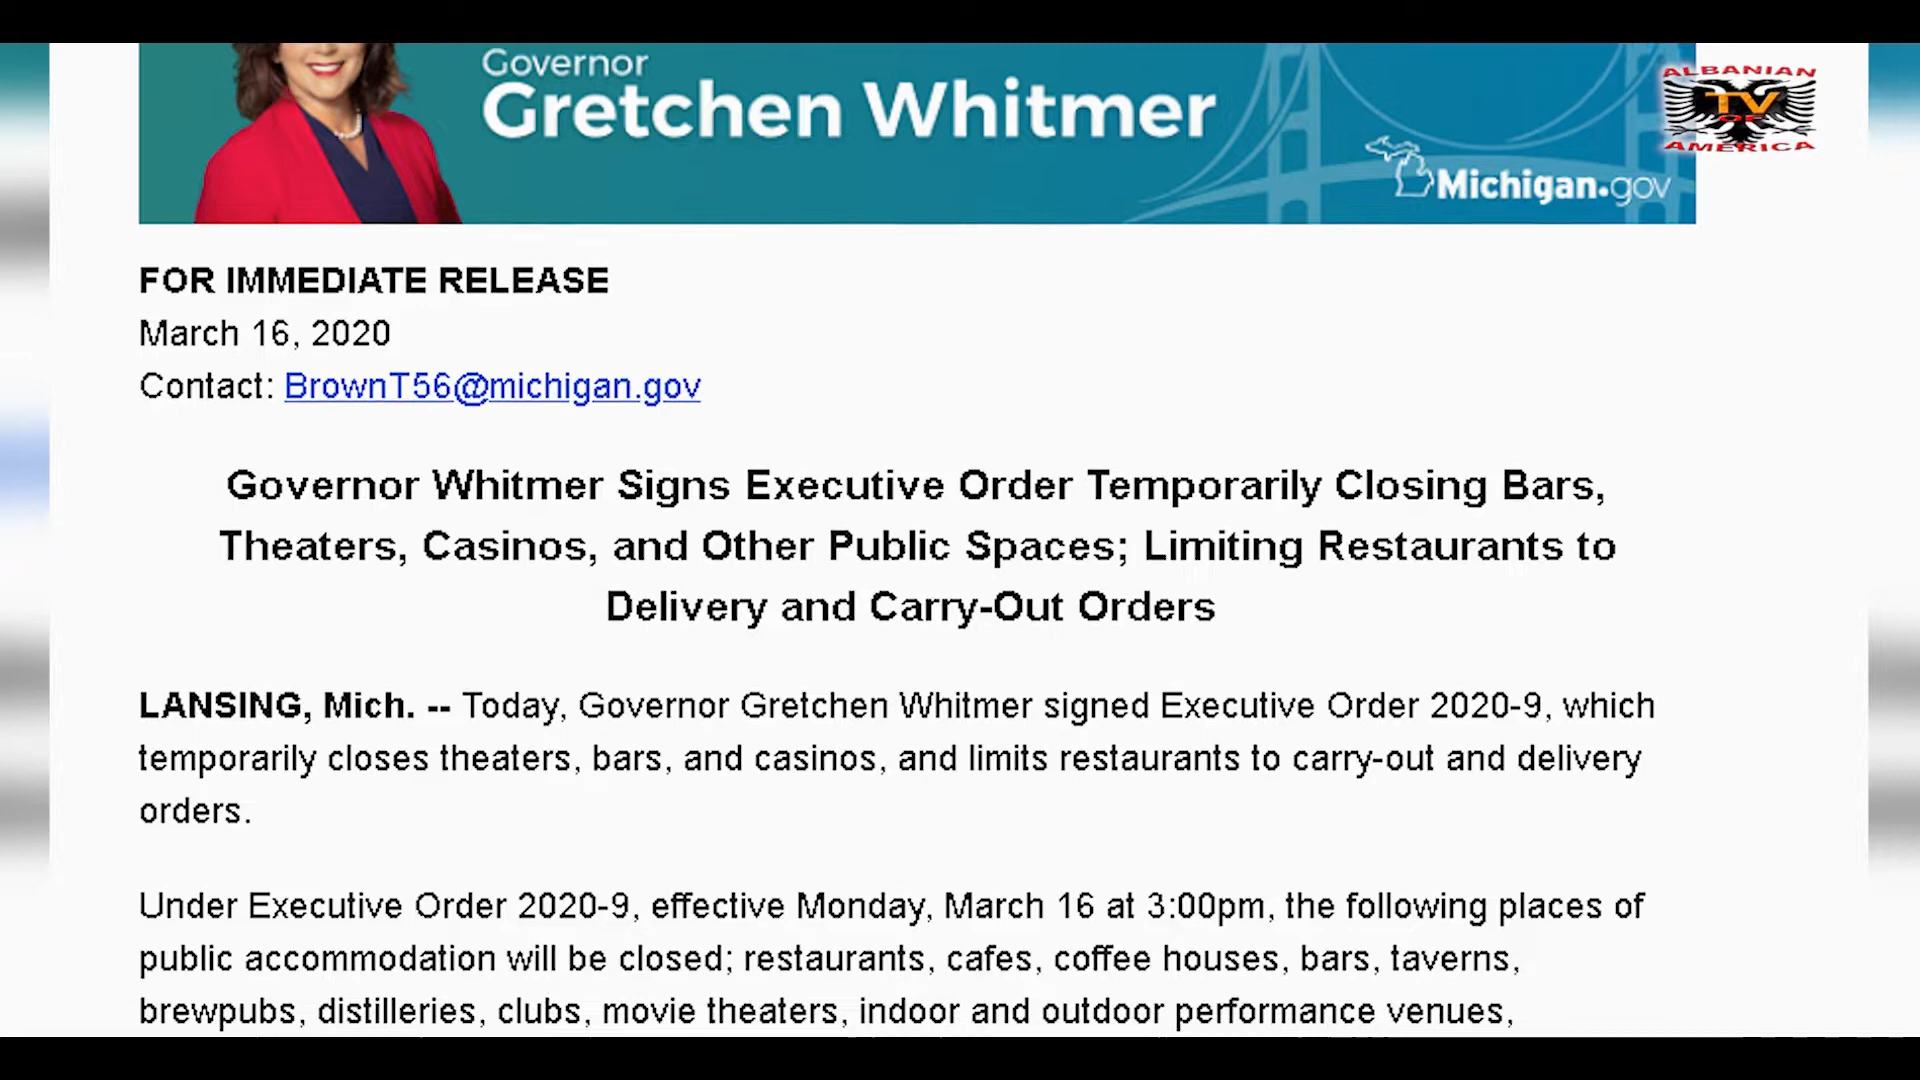 Governor
Gretchen Whitmer
Michigan.gov
ALBANIAN
TV
OF
AMERICA
FOR IMMEDIATE RELEASE
March 16, 2020
Contact: BrownT56@michigan.gov
Governor Whitmer Signs Executive Order Temporarily Closing Bars,
Theaters, Casinos, and Other Public Spaces; Limiting Restaurants to
Delivery and Carry-Out Orders
LANSING, Mich. -- Today, Governor Gretchen Whitmer signed Executive Order 2020-9, which
temporarily closes theaters, bars, and casinos, and limits restaurants to carry-out and delivery
orders.
Under Executive Order 2020-9, effective Monday, March 16 at 3:00pm, the following places of
public accommodation will be closed; restaurants, cafes, coffee houses, bars, taverns,
brewpubs, distilleries, clubs, movie theaters, indoor and outdoor performance venues,